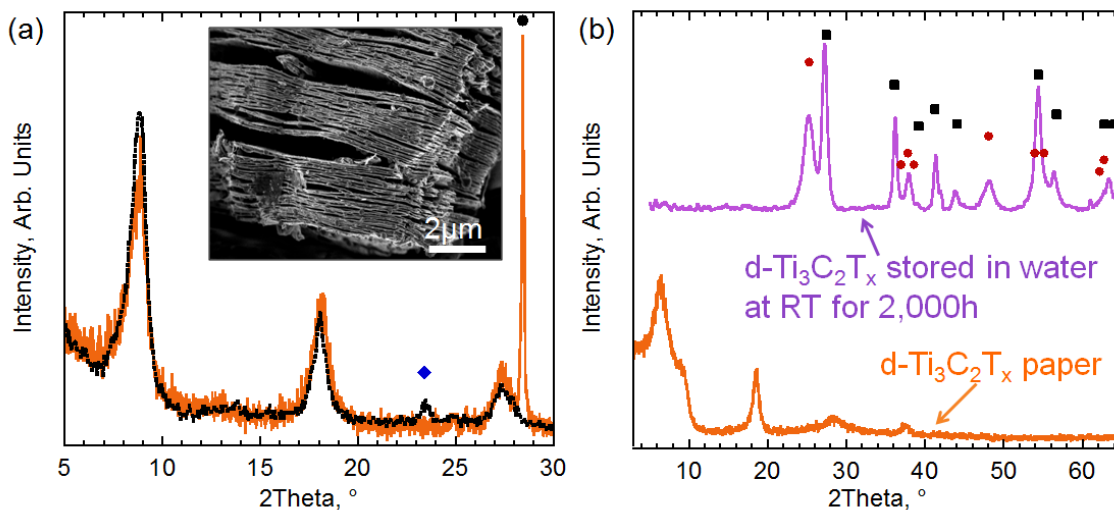 (a)
Intensity, Arb. Units
2µm
5 10 15 20 25 30
2Theta, °
(b)
Intensity, Arb. Units
d-Ti₃C₂Tₓ stored in water
at RT for 2,000h
d-Ti₃C₂Tₓ paper
10 20 30 40 50 60
2Theta, °